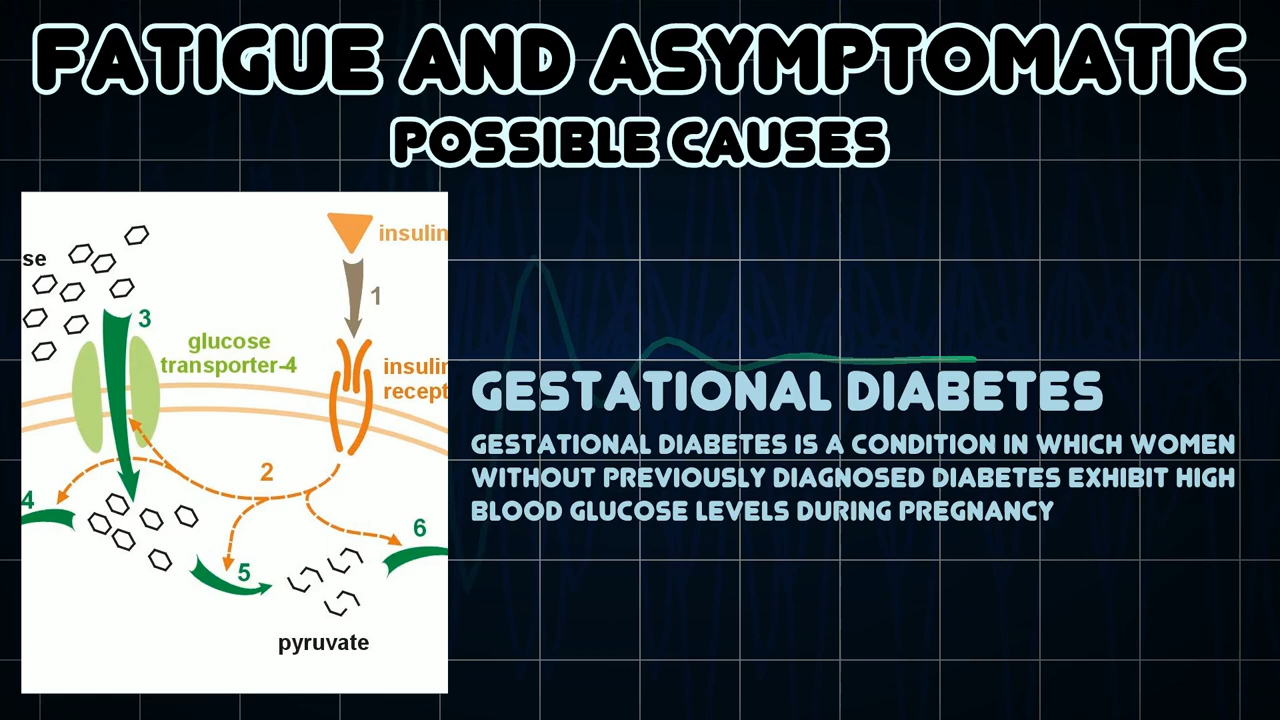 FATIGUE AND ASYMPTOMATIC
POSSIBLE CAUSES
se
insulin
1
3
glucose
transporter-4
insulin
recept
2
4
6
5
pyruvate
GESTATIONAL DIABETES
GESTATIONAL DIABETES IS A CONDITION IN WHICH WOMEN
WITHOUT PREVIOUSLY DIAGNOSED DIABETES EXHIBIT HIGH
BLOOD GLUCOSE LEVELS DURING PREGNANCY